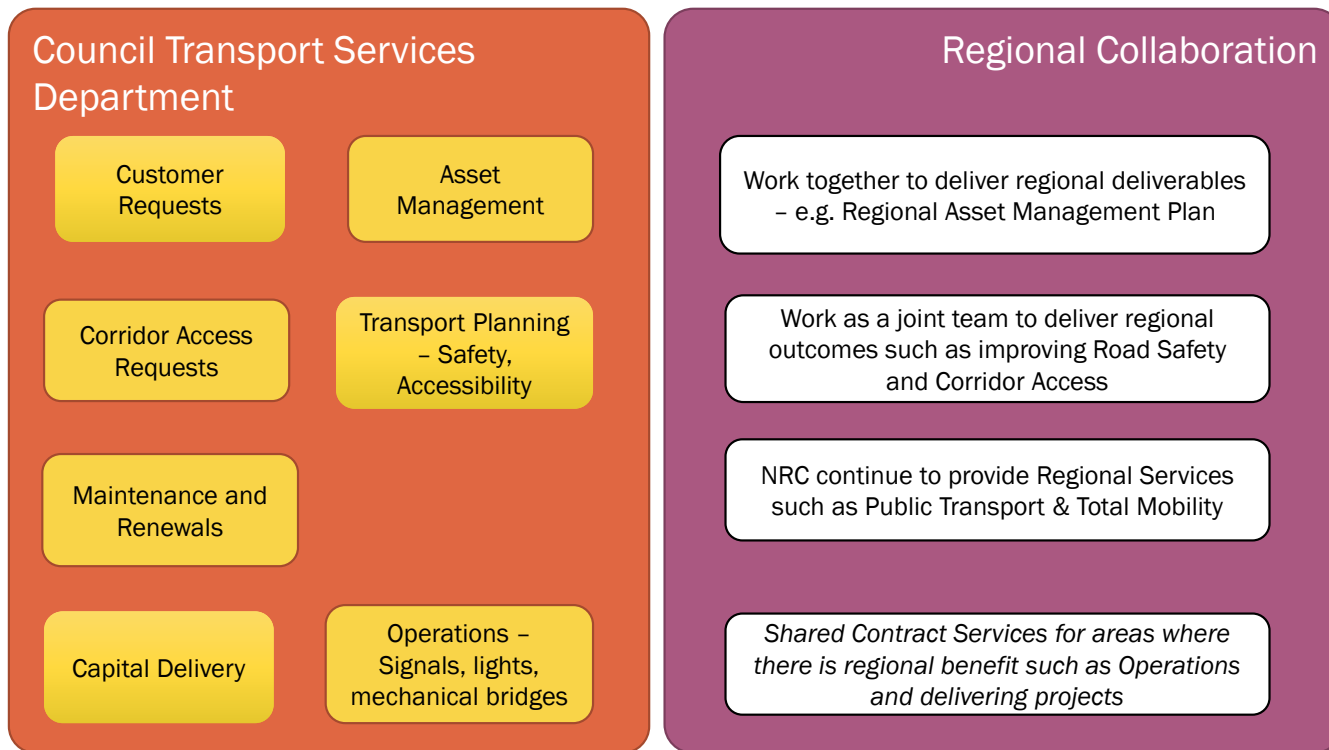 Council Transport Services
Department
Customer
Requests
Asset
Management
Corridor Access
Requests
Transport Planning
– Safety,
Accessibility
Maintenance and
Renewals
Capital Delivery
Operations –
Signals, lights,
mechanical bridges
Regional Collaboration
Work together to deliver regional deliverables
– e.g. Regional Asset Management Plan
Work as a joint team to deliver regional
outcomes such as improving Road Safety
and Corridor Access
NRC continue to provide Regional Services
such as Public Transport & Total Mobility
Shared Contract Services for areas where
there is regional benefit such as Operations
and delivering projects